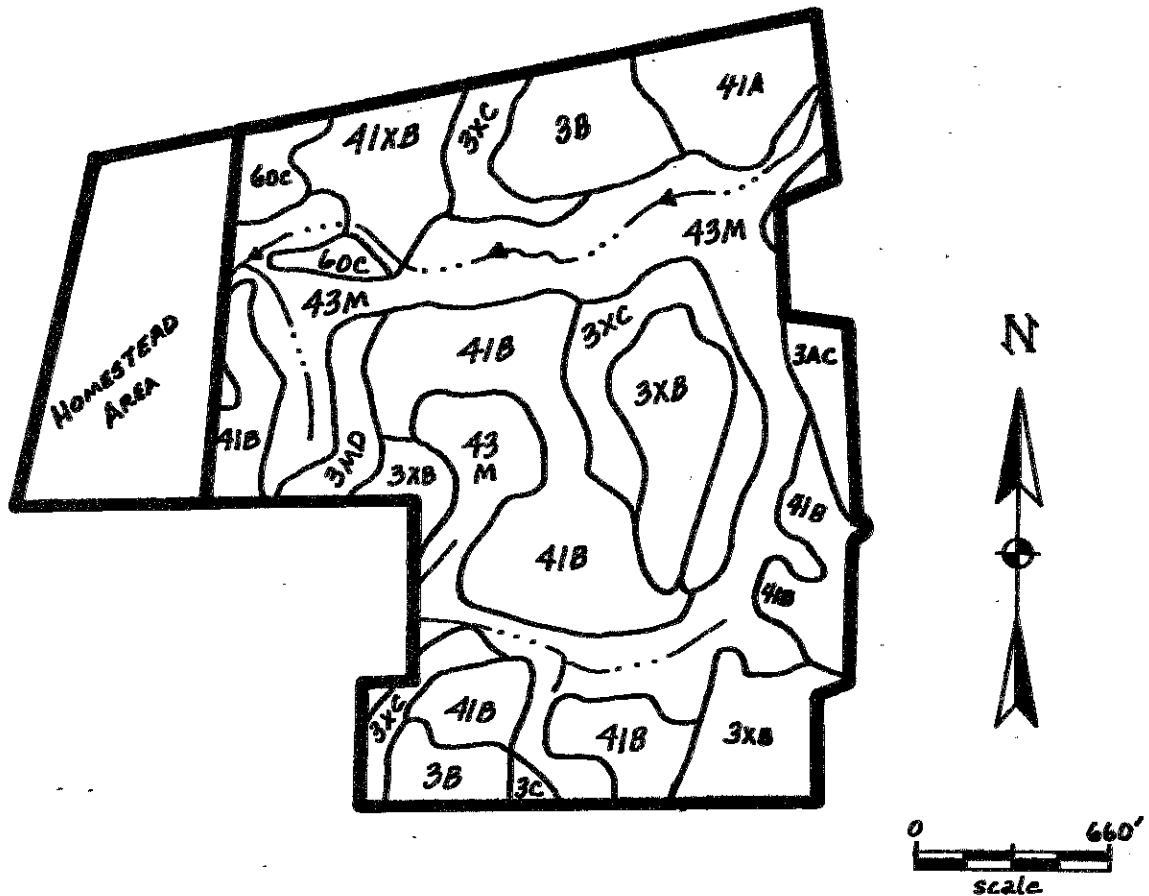 41A
3XC
3B
41XB
60C
43M
60C
43M
3XC
41B
3AC
3XB
HOMESTEAD
AREA
41B
43
M
3MD
3XB
41B
41B
41B
3XC
41B
41B
3XB
3B
3C
N
0 660'
scale